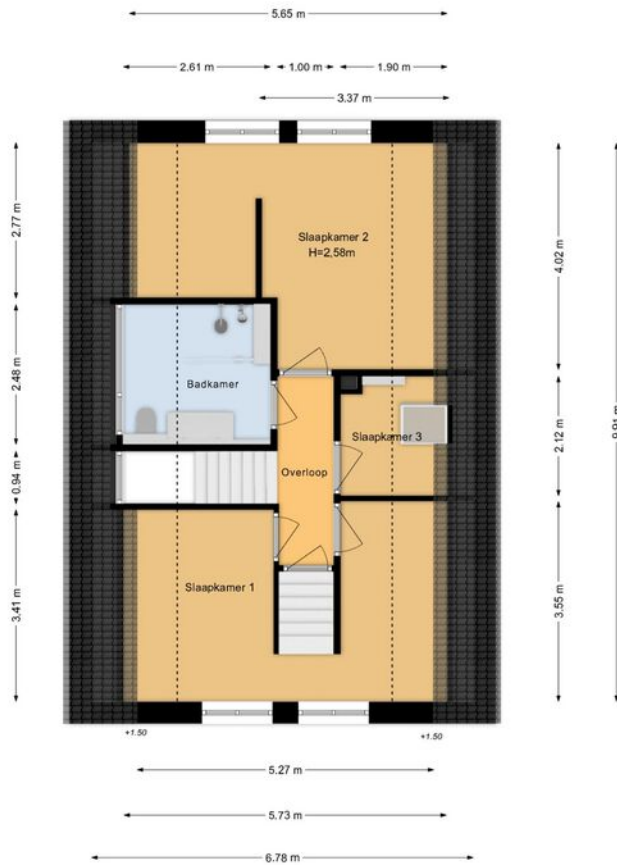 5.65 m
2.61 m
1.00 m
1.90 m
3.37 m
2.77 m
4.02 m
Slaapkamer 2
H=2,58m
2.48 m
Badkamer
2.12 m
9.91 m
Slaapkamer 3
0.94 m
Overloop
3.41 m
Slaapkamer 1
3.55 m
+1.50
+1.50
5.27 m
5.73 m
6.78 m